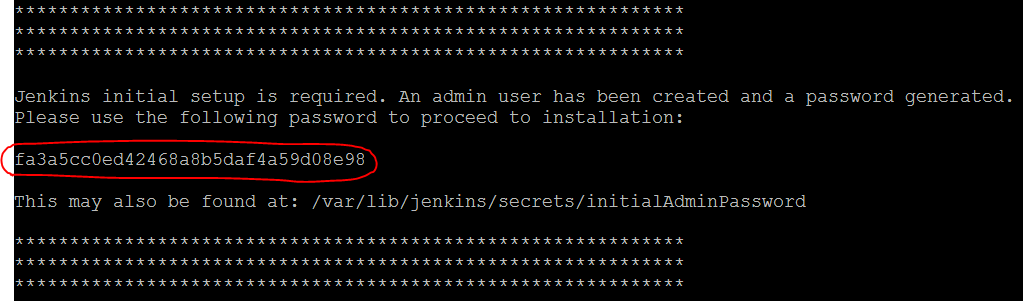 *************************************************************
*************************************************************
*************************************************************
Jenkins initial setup is required. An admin user has been created and a password generated.
Please use the following password to proceed to installation:
fa3a5cc0ed42468a8b5daf4a59d08e98
This may also be found at: /var/lib/jenkins/secrets/initialAdminPassword
*************************************************************
*************************************************************
*************************************************************